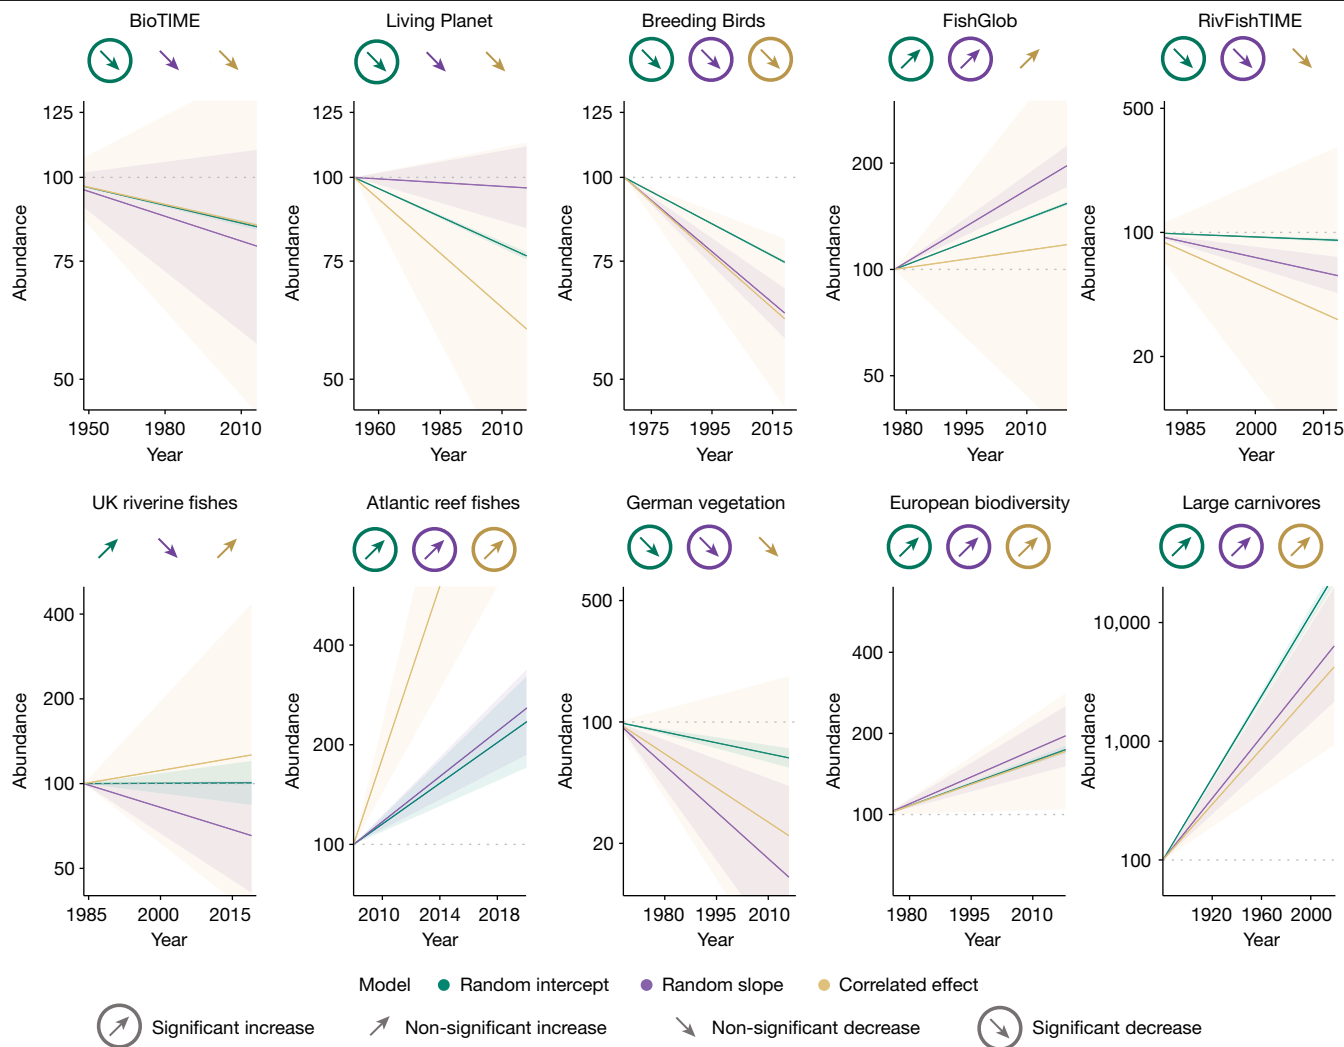 BioTIME
Living Planet
Breeding Birds
FishGlob
RivFishTIME
125
100
75
50
Abundance
1950 1980 2010
Year
125
100
75
50
Abundance
1960 1985 2010
Year
125
100
75
50
Abundance
1975 1995 2015
Year
200
100
50
Abundance
1980 1995 2010
Year
500
100
20
Abundance
1985 2000 2015
Year
UK riverine fishes
Atlantic reef fishes
German vegetation
European biodiversity
Large carnivores
400
200
100
50
Abundance
1985 2000 2015
Year
400
200
100
Abundance
2010 2014 2018
Year
500
100
20
Abundance
1980 1995 2010
Year
400
200
100
Abundance
1980 1995 2010
Year
10,000
1,000
100
Abundance
1920 1960 2000
Year
Model Random intercept Random slope Correlated effect
Significant increase Non-significant increase Non-significant decrease Significant decrease